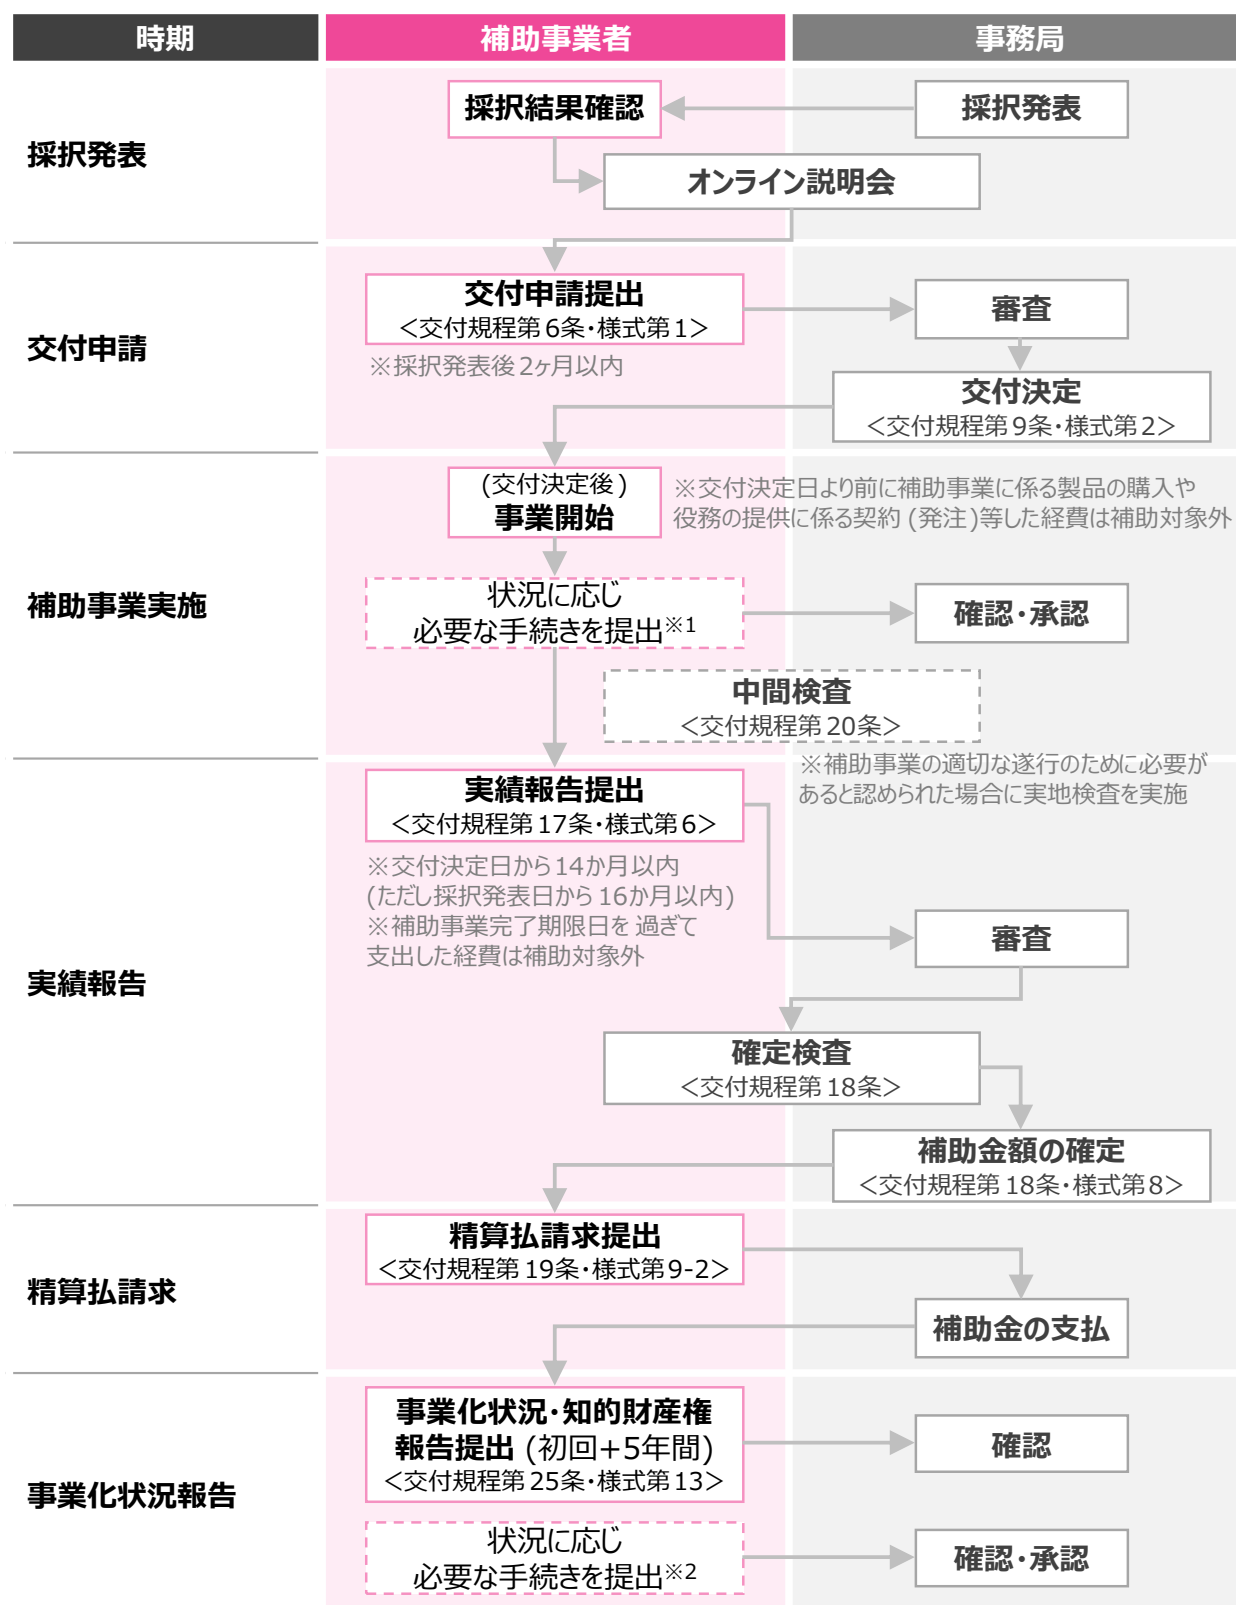 時期
補助事業者
事務局
採択発表
採択結果確認
採択発表
オンライン説明会
交付申請
交付申請提出
<交付規程第6条・様式第1>
※採択発表後2ヶ月以内
審査
交付決定
<交付規程第9条・様式第2>
補助事業実施
(交付決定後)
事業開始
※交付決定日より前に補助事業に係る製品の購入や
役務の提供に係る契約(発注)等した経費は補助対象外
状況に応じ
必要な手続きを提出※1
確認・承認
中間検査
<交付規程第20条>
※補助事業の適切な遂行のために必要が
あると認められた場合に実地検査を実施
実績報告
実績報告提出
<交付規程第17条・様式第6>
※交付決定日から14か月以内
(ただし採択発表日から16か月以内)
※補助事業完了期限日を過ぎて
支出した経費は補助対象外
審査
確定検査
<交付規程第18条>
補助金額の確定
<交付規程第18条・様式第8>
精算払請求
精算払請求提出
<交付規程第19条・様式第9-2>
補助金の支払
事業化状況報告
事業化状況・知的財産権
報告提出(初回+5年間)
<交付規程第25条・様式第13>
確認
状況に応じ
必要な手続きを提出※2
確認・承認